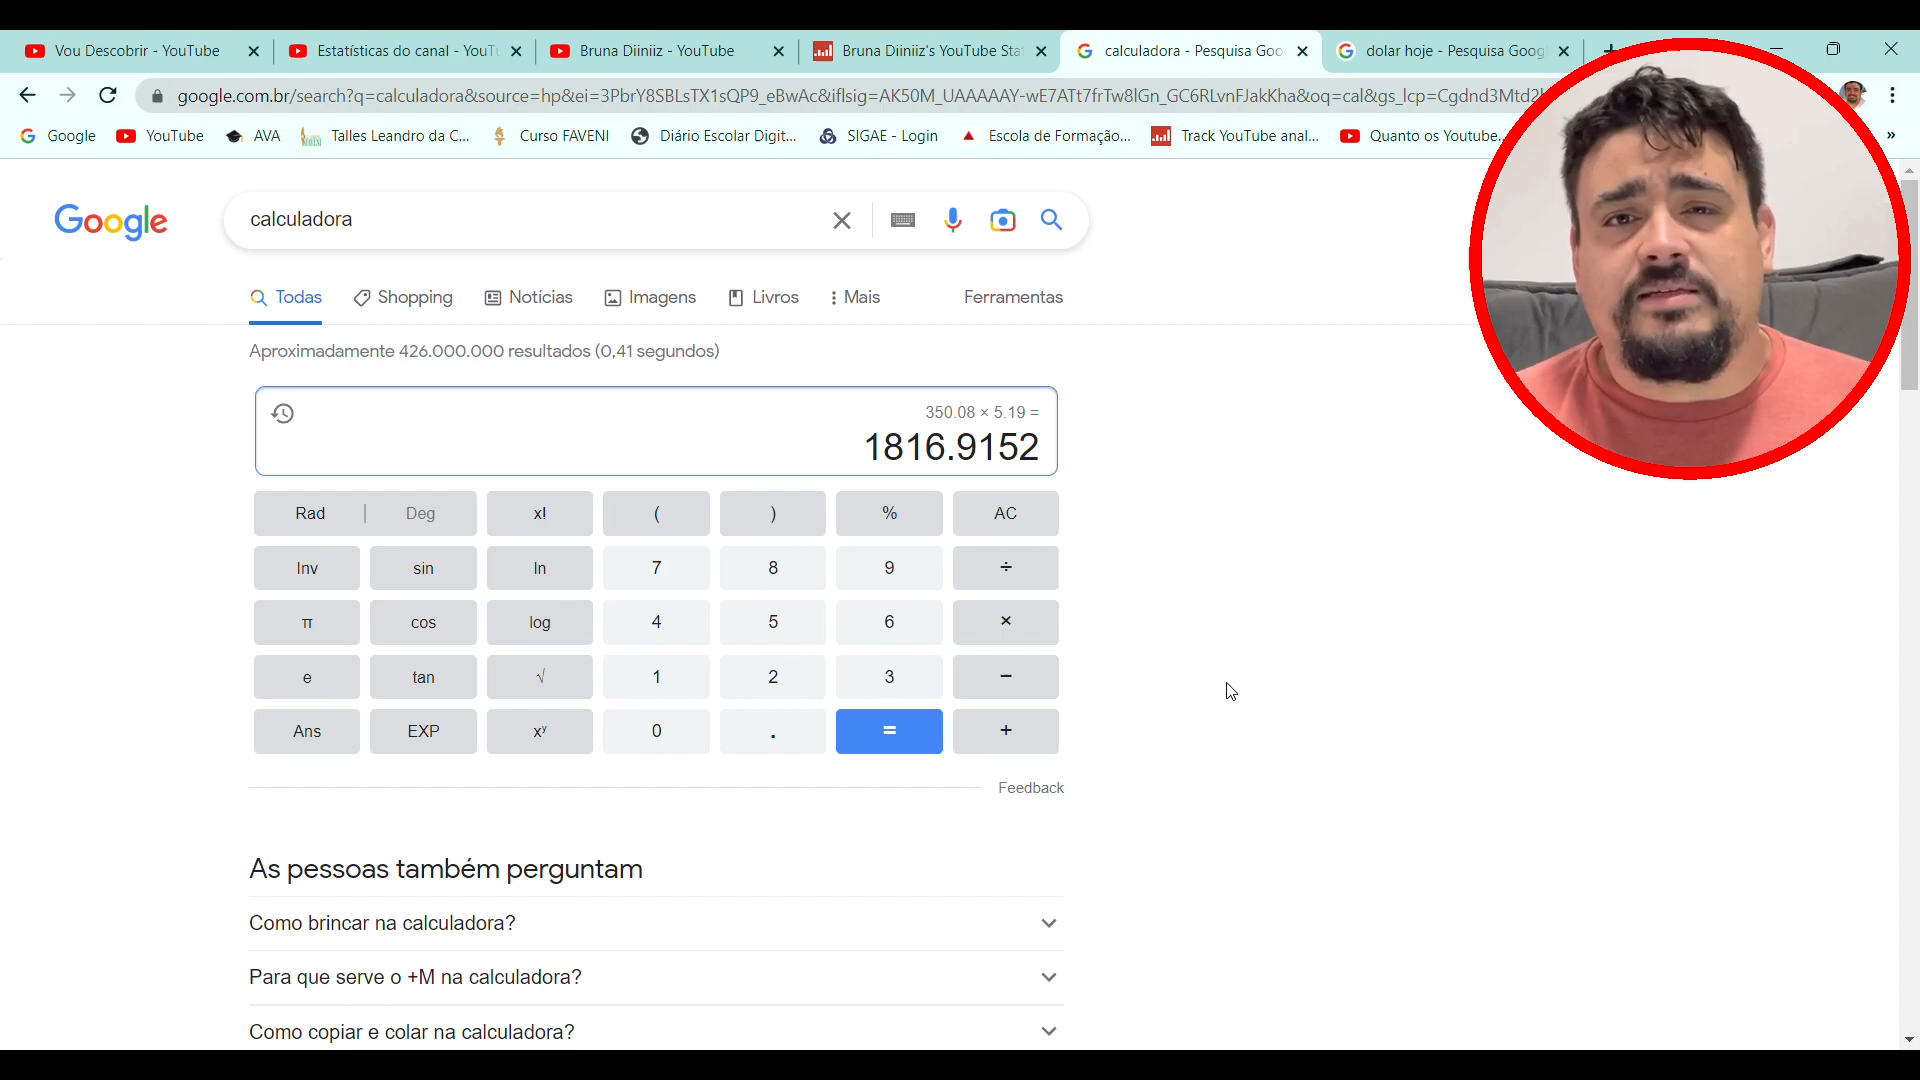 Vou Descobrir - YouTube
Estatísticas do canal - YouTu
Bruna Diiniiz - YouTube
Bruna Diiniiz's YouTube Stat
calculadora - Pesquisa Goo
dolar hoje - Pesquisa Googl
google.com.br/search?q=calculadora&source=hp&ei=3PbrY8SBLsTX1sQP9_eBwAc&iflsig=AK50M_UAAAAAY-wE7ATt7frTw8lGn_GC6RLvnFJakKha&oq=cal&gs_lcp=Cgdnd3Mtd2
Google
YouTube
AVA
Talles Leandro da C...
Curso FAVENI
Diário Escolar Digit...
SIGAE - Login
Escola de Formação...
Track YouTube anal...
Quanto os Youtube...
»
Google
calculadora
Todas
Shopping
Notícias
Imagens
Livros
Mais
Ferramentas
Aproximadamente 426.000.000 resultados (0,41 segundos)
350.08 × 5.19 =
1816.9152
Rad | Deg x! ( ) % AC
Inv sin ln 7 8 9 ÷
π cos log 4 5 6 ×
e tan √ 1 2 3 −
Ans EXP xʸ 0 . = +
Feedback
As pessoas também perguntam
Como brincar na calculadora?
Para que serve o +M na calculadora?
Como copiar e colar na calculadora?